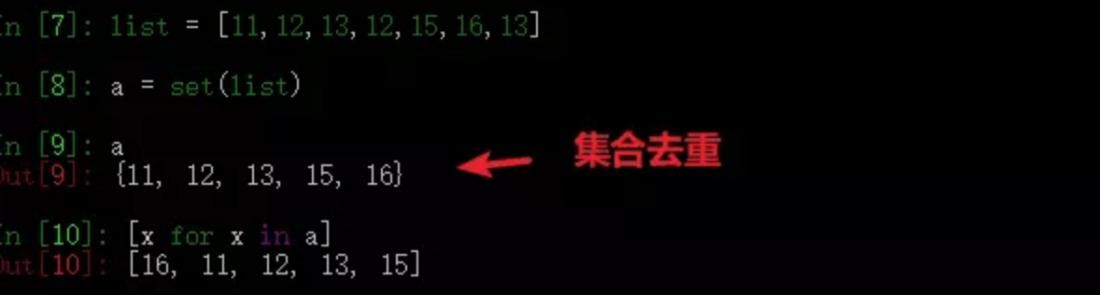 In [7]: list = [11,12,13,12,15,16,13]
In [8]: a = set(list)
In [9]: a
Out[9]: {11, 12, 13, 15, 16}
集合去重
In [10]: [x for x in a]
Out[10]: [16, 11, 12, 13, 15]